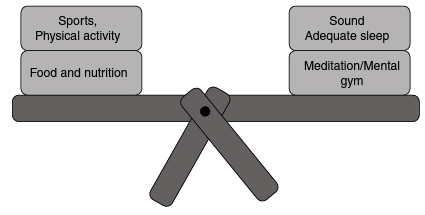 Sports,
Physical activity
Food and nutrition
Sound
Adequate sleep
Meditation/Mental
gym